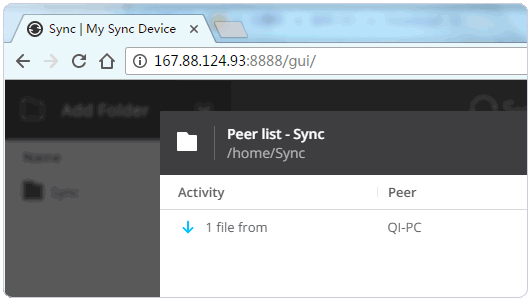 Sync | My Sync Device
167.88.124.93:8888/gui/
Add Folder
Peer list - Sync
/home/Sync
Name
Activity
Peer
Sync
1 file from
QI-PC